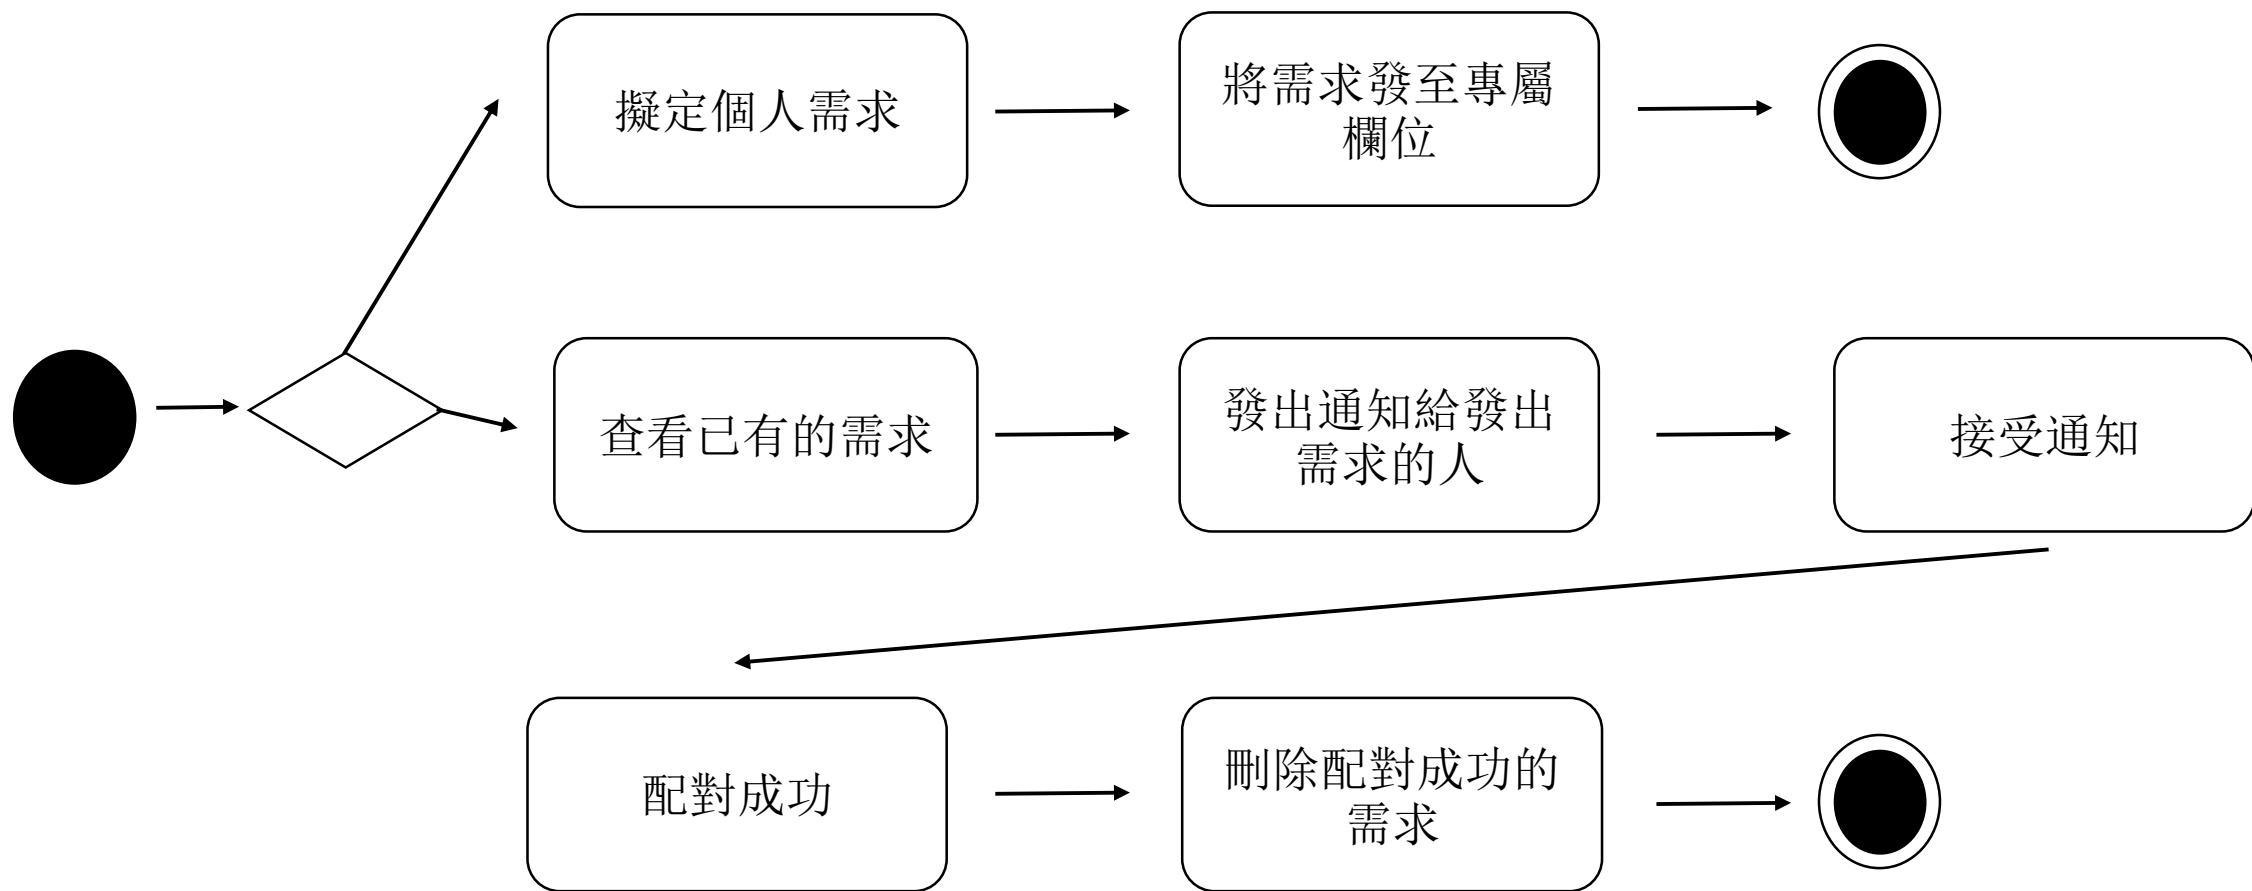 擬定個人需求
將需求發至專屬
欄位
查看已有的需求
發出通知給發出
需求的人
接受通知
配對成功
刪除配對成功的
需求